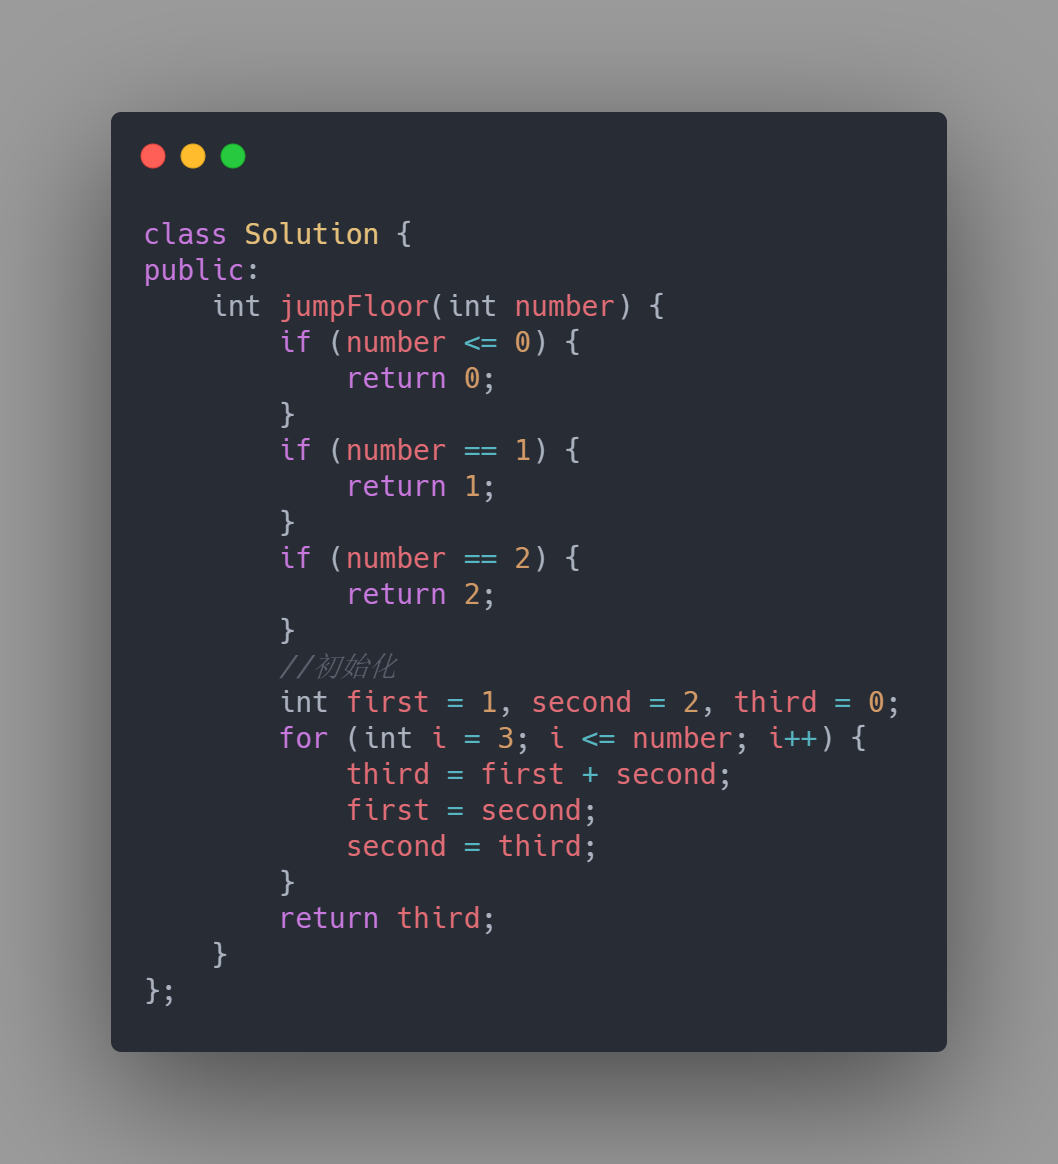 class Solution {
public:
    int jumpFloor(int number) {
        if (number <= 0) {
            return 0;
        }
        if (number == 1) {
            return 1;
        }
        if (number == 2) {
            return 2;
        }
        //初始化
        int first = 1, second = 2, third = 0;
        for (int i = 3; i <= number; i++) {
            third = first + second;
            first = second;
            second = third;
        }
        return third;
    }
};